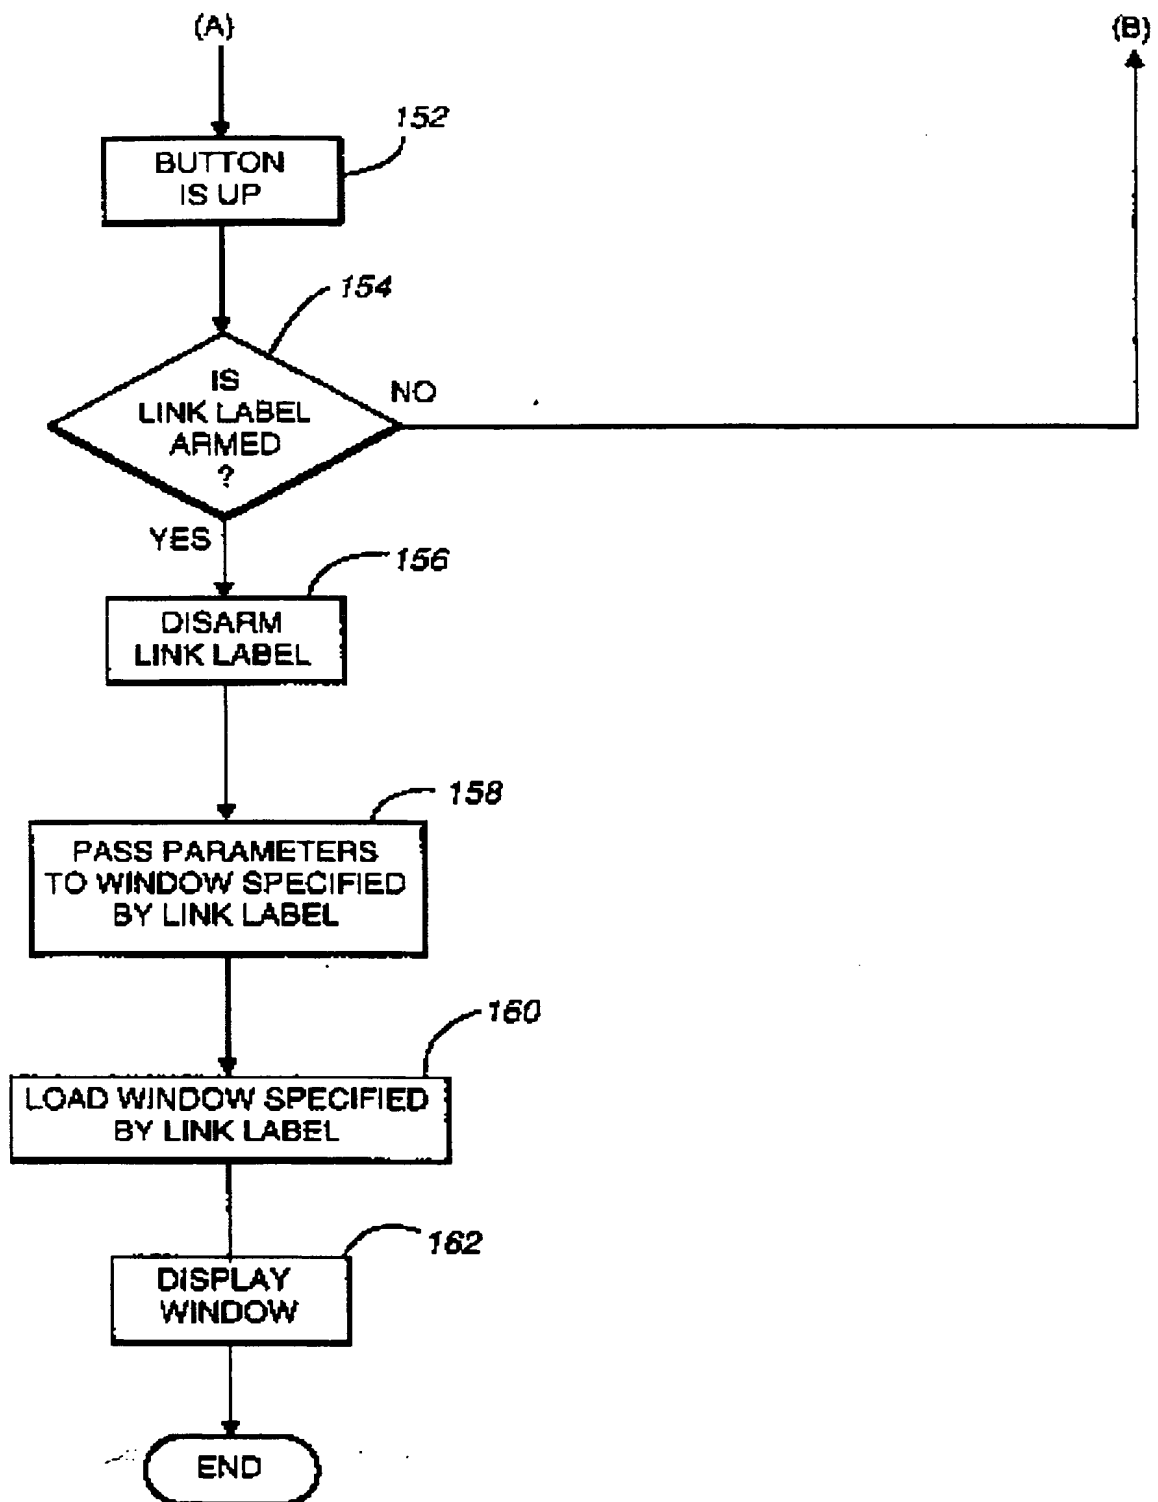 (A)
(B)
152
BUTTON
IS UP
154
IS
LINK LABEL
ARMED
?
NO
YES
156
DISARM
LINK LABEL
158
PASS PARAMETERS
TO WINDOW SPECIFIED
BY LINK LABEL
160
LOAD WINDOW SPECIFIED
BY LINK LABEL
162
DISPLAY
WINDOW
END